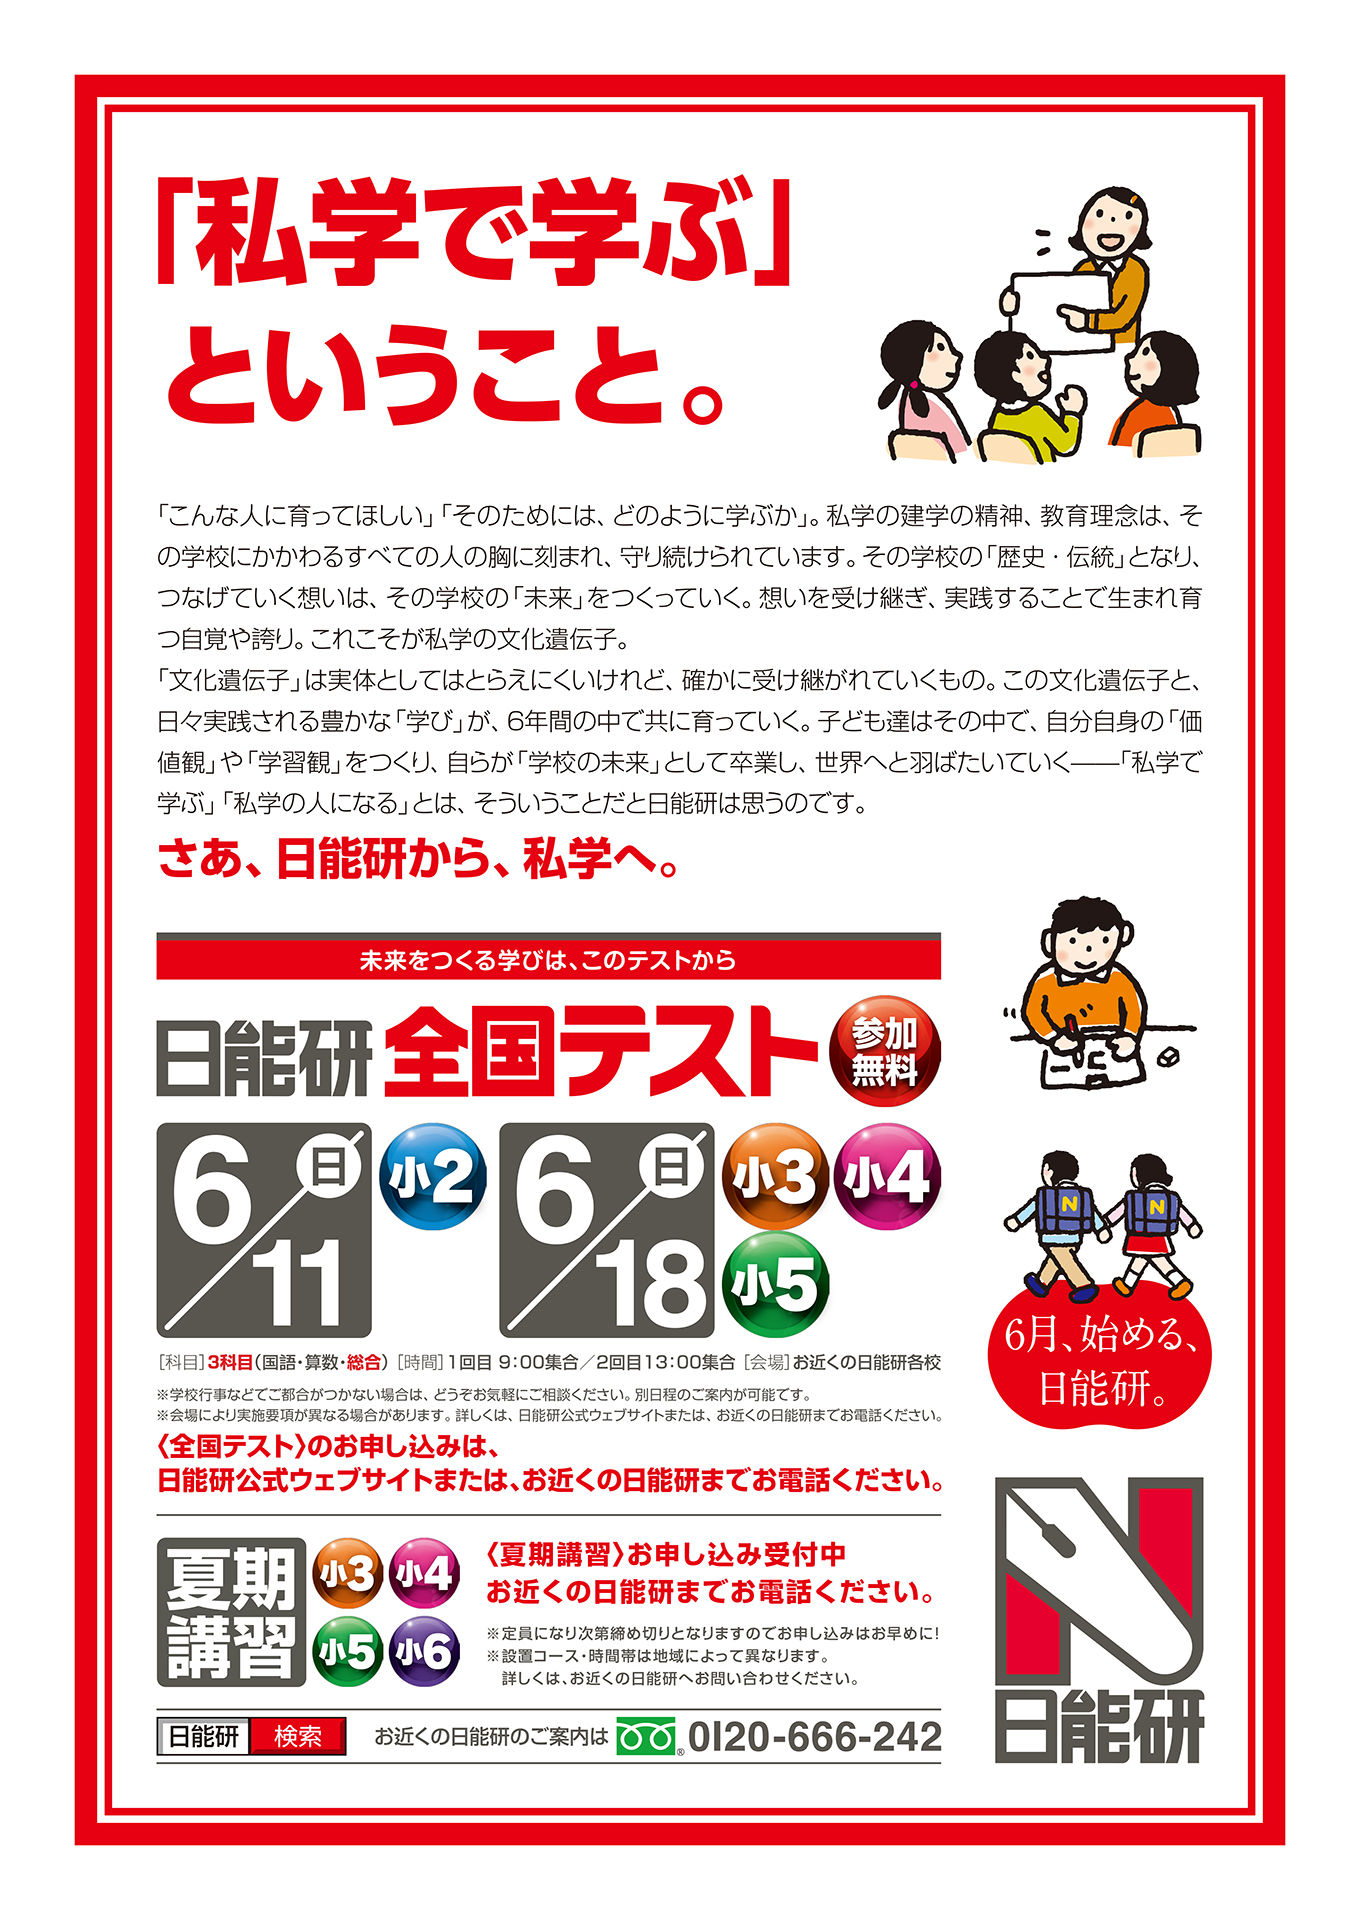 「私学で学ぶ」
ということ。
「こんな人に育ってほしい」「そのためには、どのように学ぶか」。私学の建学の精神、教育理念は、そ
の学校にかかわるすべての人の胸に刻まれ、守り続けられています。その学校の「歴史・伝統」となり、
つなげていく想いは、その学校の「未来」をつくっていく。想いを受け継ぎ、実践することで生まれ育
つ自覚や誇り。これこそが私学の文化遺伝子。
「文化遺伝子」は実体としてはとらえにくいけれど、確かに受け継がれていくもの。この文化遺伝子と、
日々実践される豊かな「学び」が、6年間の中で共に育っていく。子ども達はその中で、自分自身の「価
値観」や「学習観」をつくり、自らが「学校の未来」として卒業し、世界へと羽ばたいていく——「私学で
学ぶ」「私学の人になる」とは、そういうことだと日能研は思うのです。
さあ、日能研から、私学へ。
未来をつくる学びは、このテストから
日能研 全国テスト
参加
無料
6/11 日 小2
6/18 日 小3 小4
小5
[科目]3科目(国語・算数・総合) [時間]1回目 9:00集合/2回目13:00集合 [会場]お近くの日能研各校
※学校行事などでご都合がつかない場合は、どうぞお気軽にご相談ください。別日程のご案内が可能です。
※会場により実施要項が異なる場合があります。詳しくは、日能研公式ウェブサイトまたは、お近くの日能研までお電話ください。
〈全国テスト〉のお申し込みは、
日能研公式ウェブサイトまたは、お近くの日能研までお電話ください。
N N
6月、始める、
日能研。
夏期
講習
小3 小4
小5 小6
〈夏期講習〉お申し込み受付中
お近くの日能研までお電話ください。
※定員になり次第締め切りとなりますのでお申し込みはお早めに!
※設置コース・時間帯は地域によって異なります。
詳しくは、お近くの日能研へお問い合わせください。
日能研 検索 お近くの日能研のご案内は ® 0120-666-242
N
日能研